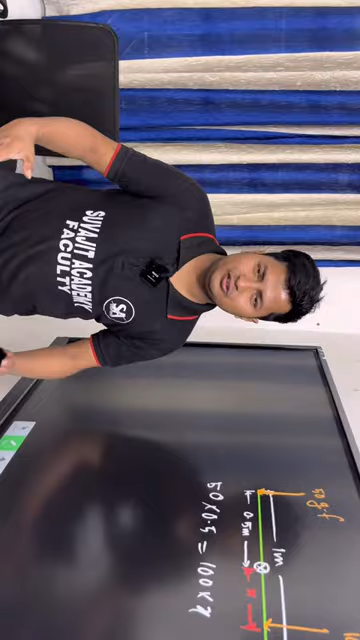 SUVAJIT ACADEMY
FACULTY
SA
50 g.f
1m
0.5m
x
50 × 0.5 = 100 × x